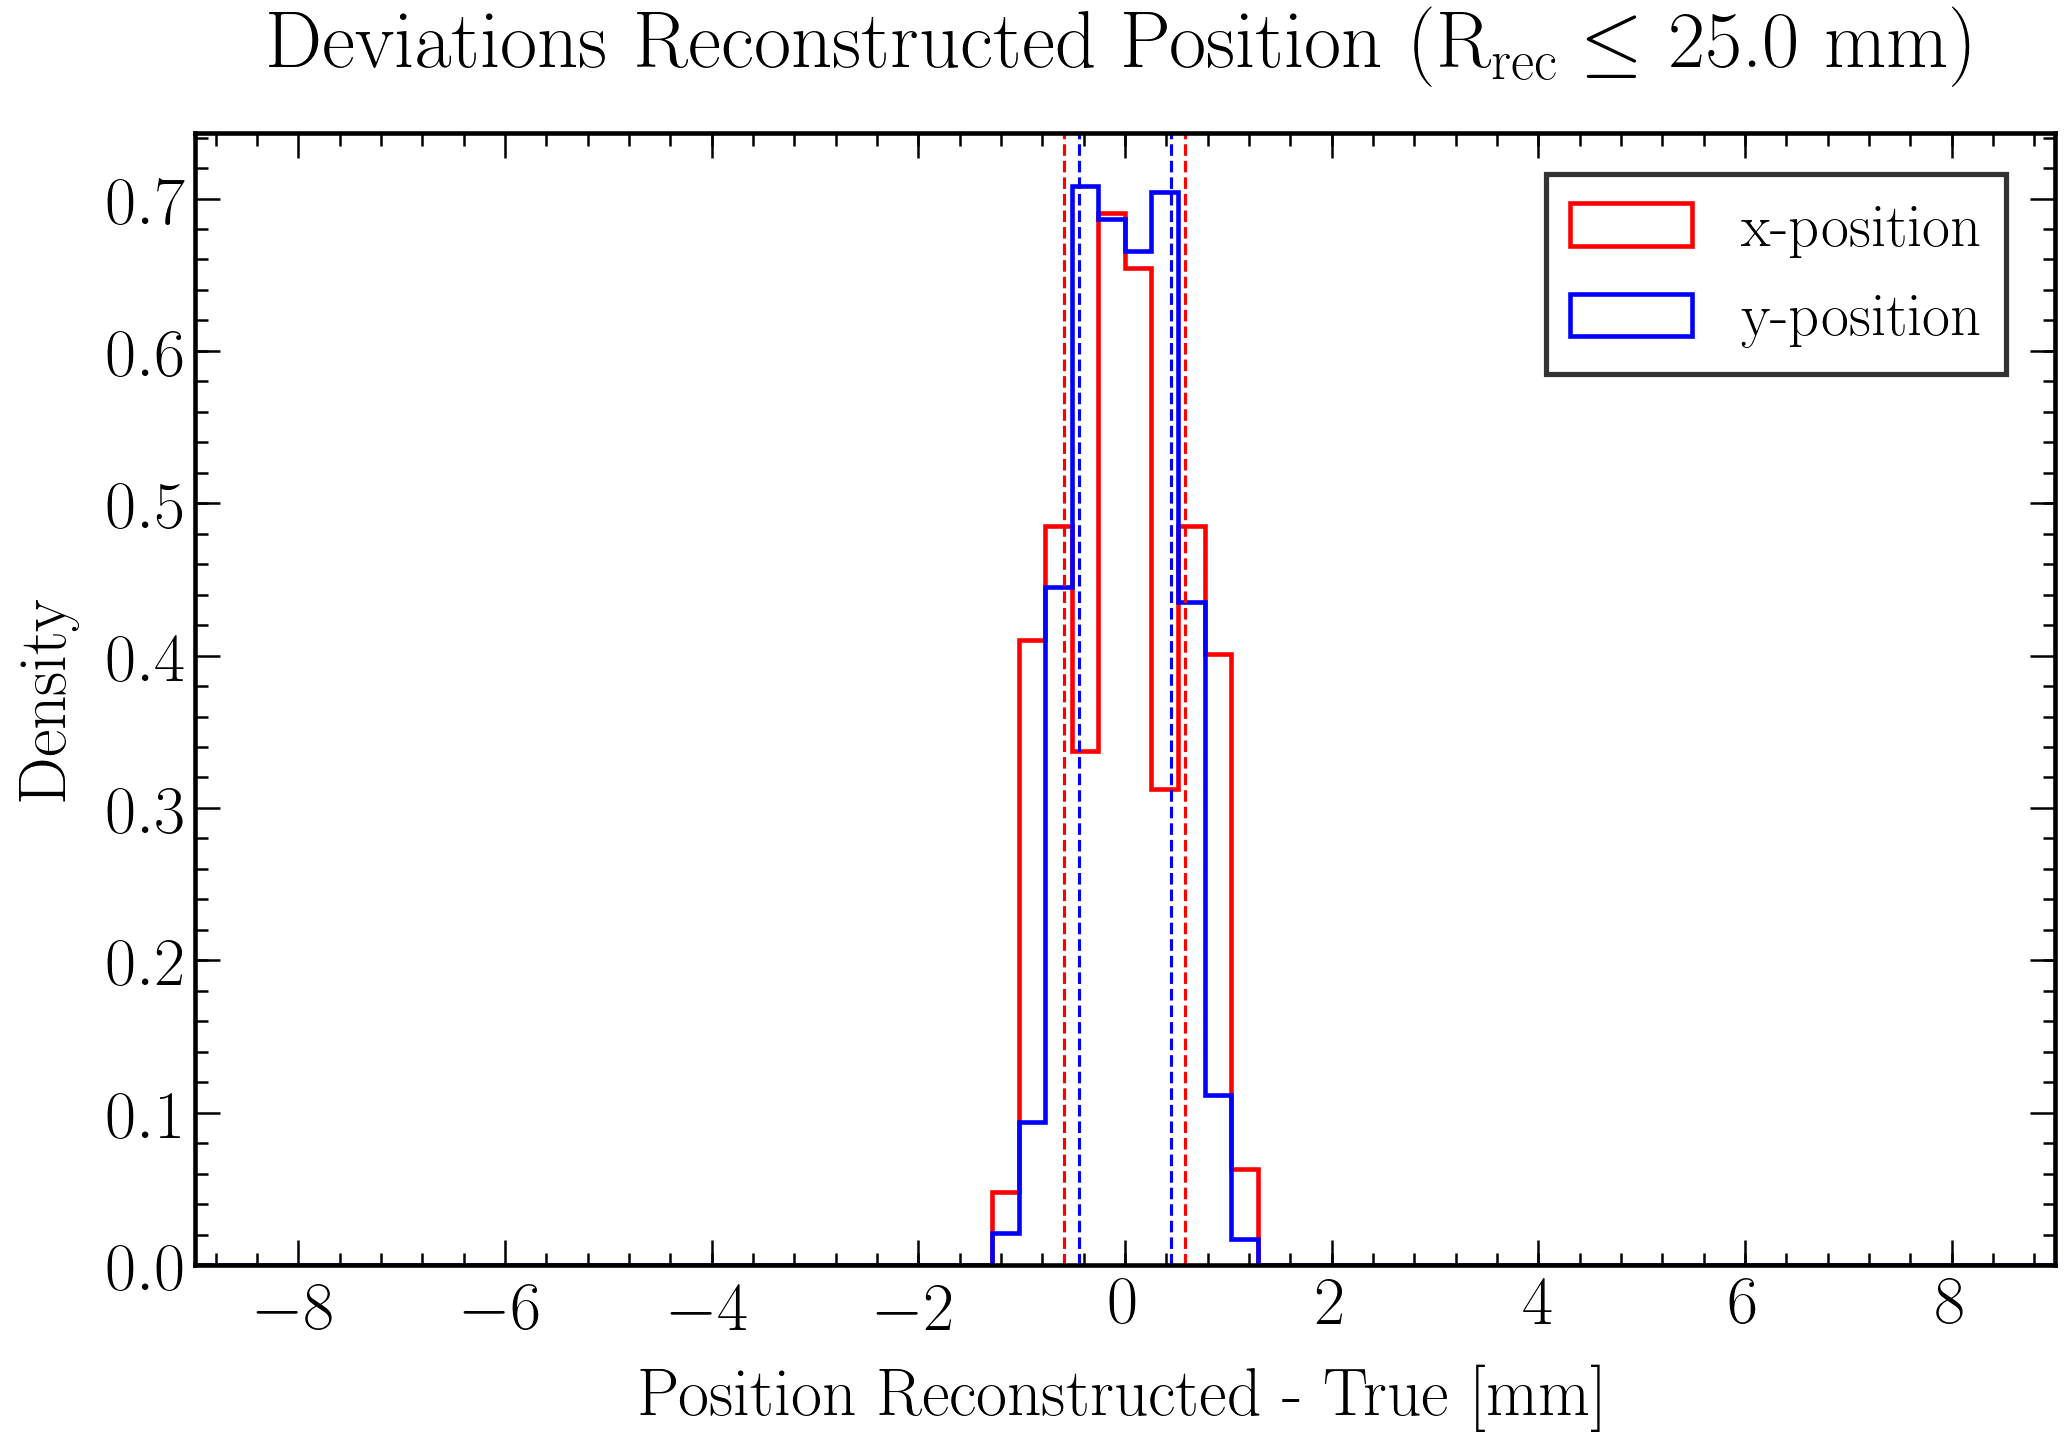 Deviations Reconstructed Position (R_rec ≤ 25.0 mm)
x-position
y-position
0.7
0.6
0.5
0.4
0.3
0.2
0.1
0.0
Density
−8 −6 −4 −2 0 2 4 6 8
Position Reconstructed - True [mm]